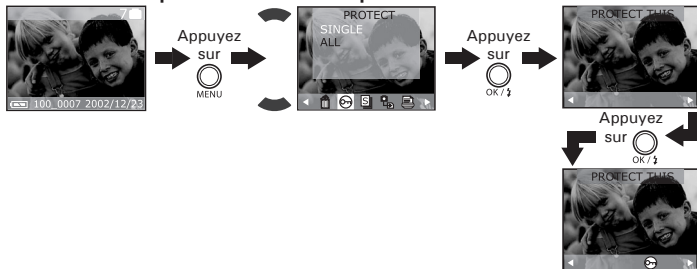 7
100_0007 2002/12/23
Appuyez
sur
MENU
PROTECT
SINGLE
ALL
S
Appuyez
sur
OK /
PROTECT THIS
Appuyez
sur
OK /
PROTECT THIS